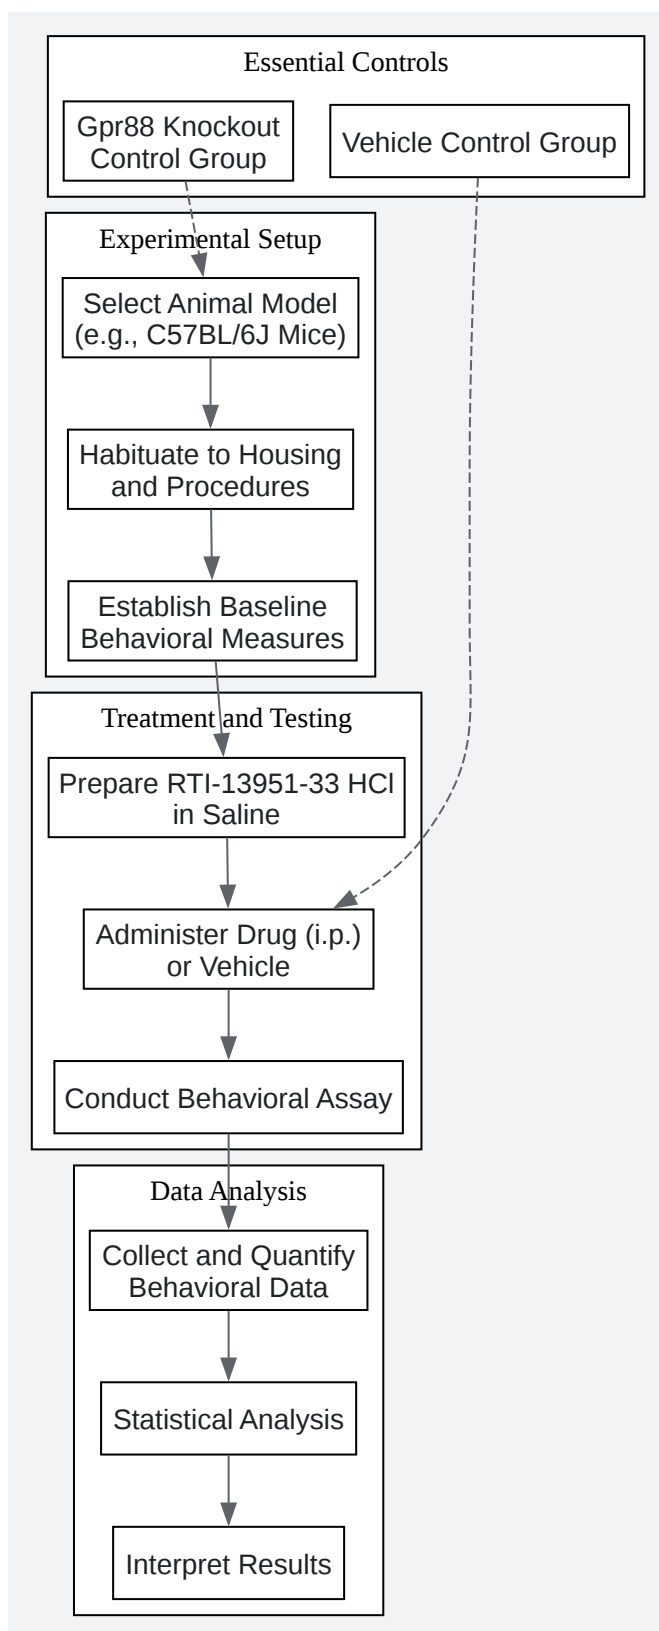 Essential Controls
Gpr88 Knockout
Control Group
Vehicle Control Group
Experimental Setup
Select Animal Model
(e.g., C57BL/6J Mice)
Habituate to Housing
and Procedures
Establish Baseline
Behavioral Measures
Treatment and Testing
Prepare RTI-13951-33 HCl
in Saline
Administer Drug (i.p.)
or Vehicle
Conduct Behavioral Assay
Data Analysis
Collect and Quantify
Behavioral Data
Statistical Analysis
Interpret Results